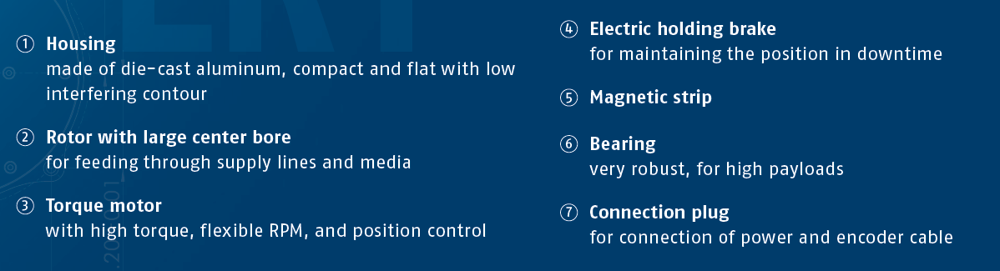 ① Housing
made of die-cast aluminum, compact and flat with low
interfering contour
② Rotor with large center bore
for feeding through supply lines and media
③ Torque motor
with high torque, flexible RPM, and position control
④ Electric holding brake
for maintaining the position in downtime
⑤ Magnetic strip
⑥ Bearing
very robust, for high payloads
⑦ Connection plug
for connection of power and encoder cable